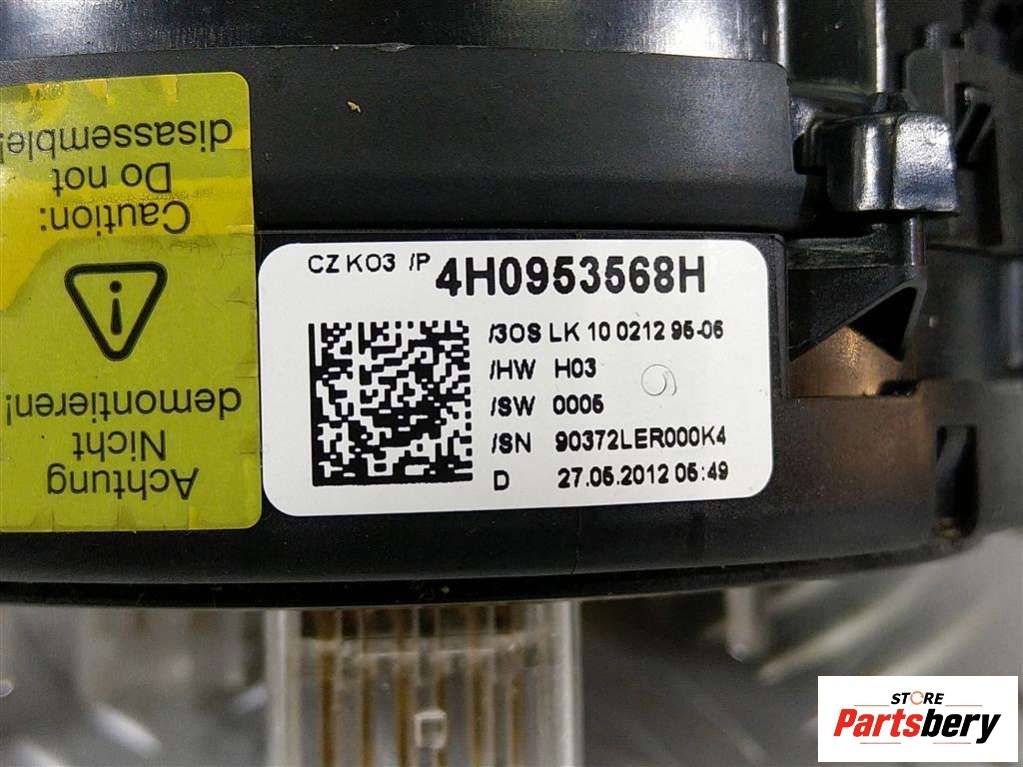 Achtung
Nicht
demontieren!
Caution:
Do not
disassemble!
CZ K03 /P 4H0953568H
/3OS LK 10 0212 95-05
/HW H03
/SW 0005
/SN 90372LER000K4
D 27.05.2012 05:49
STORE
Partsbery